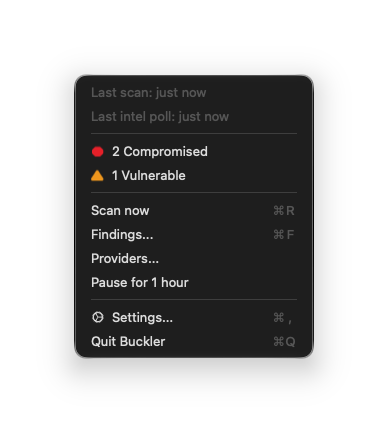 Last scan: just now
Last intel poll: just now
2 Compromised
1 Vulnerable
Scan now ⌘R
Findings... ⌘F
Providers...
Pause for 1 hour
Settings... ⌘,
Quit Buckler ⌘Q